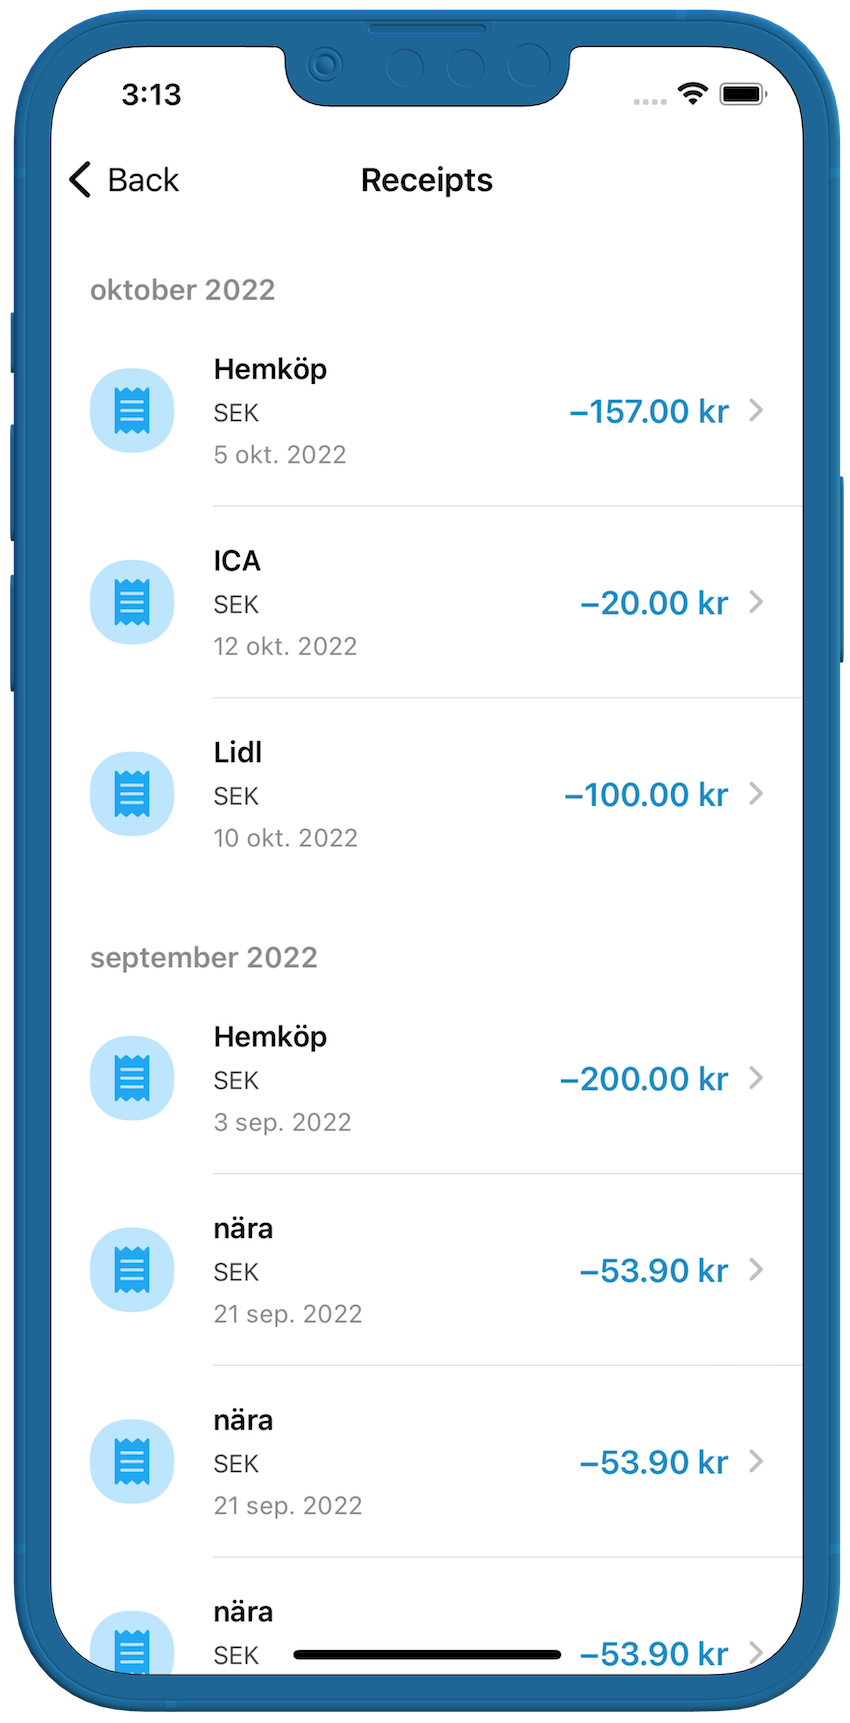 3:13
Back
Receipts
oktober 2022
Hemköp
SEK
–157.00 kr
5 okt. 2022
ICA
SEK
–20.00 kr
12 okt. 2022
Lidl
SEK
–100.00 kr
10 okt. 2022
september 2022
Hemköp
SEK
–200.00 kr
3 sep. 2022
nära
SEK
–53.90 kr
21 sep. 2022
nära
SEK
–53.90 kr
21 sep. 2022
nära
SEK
–53.90 kr